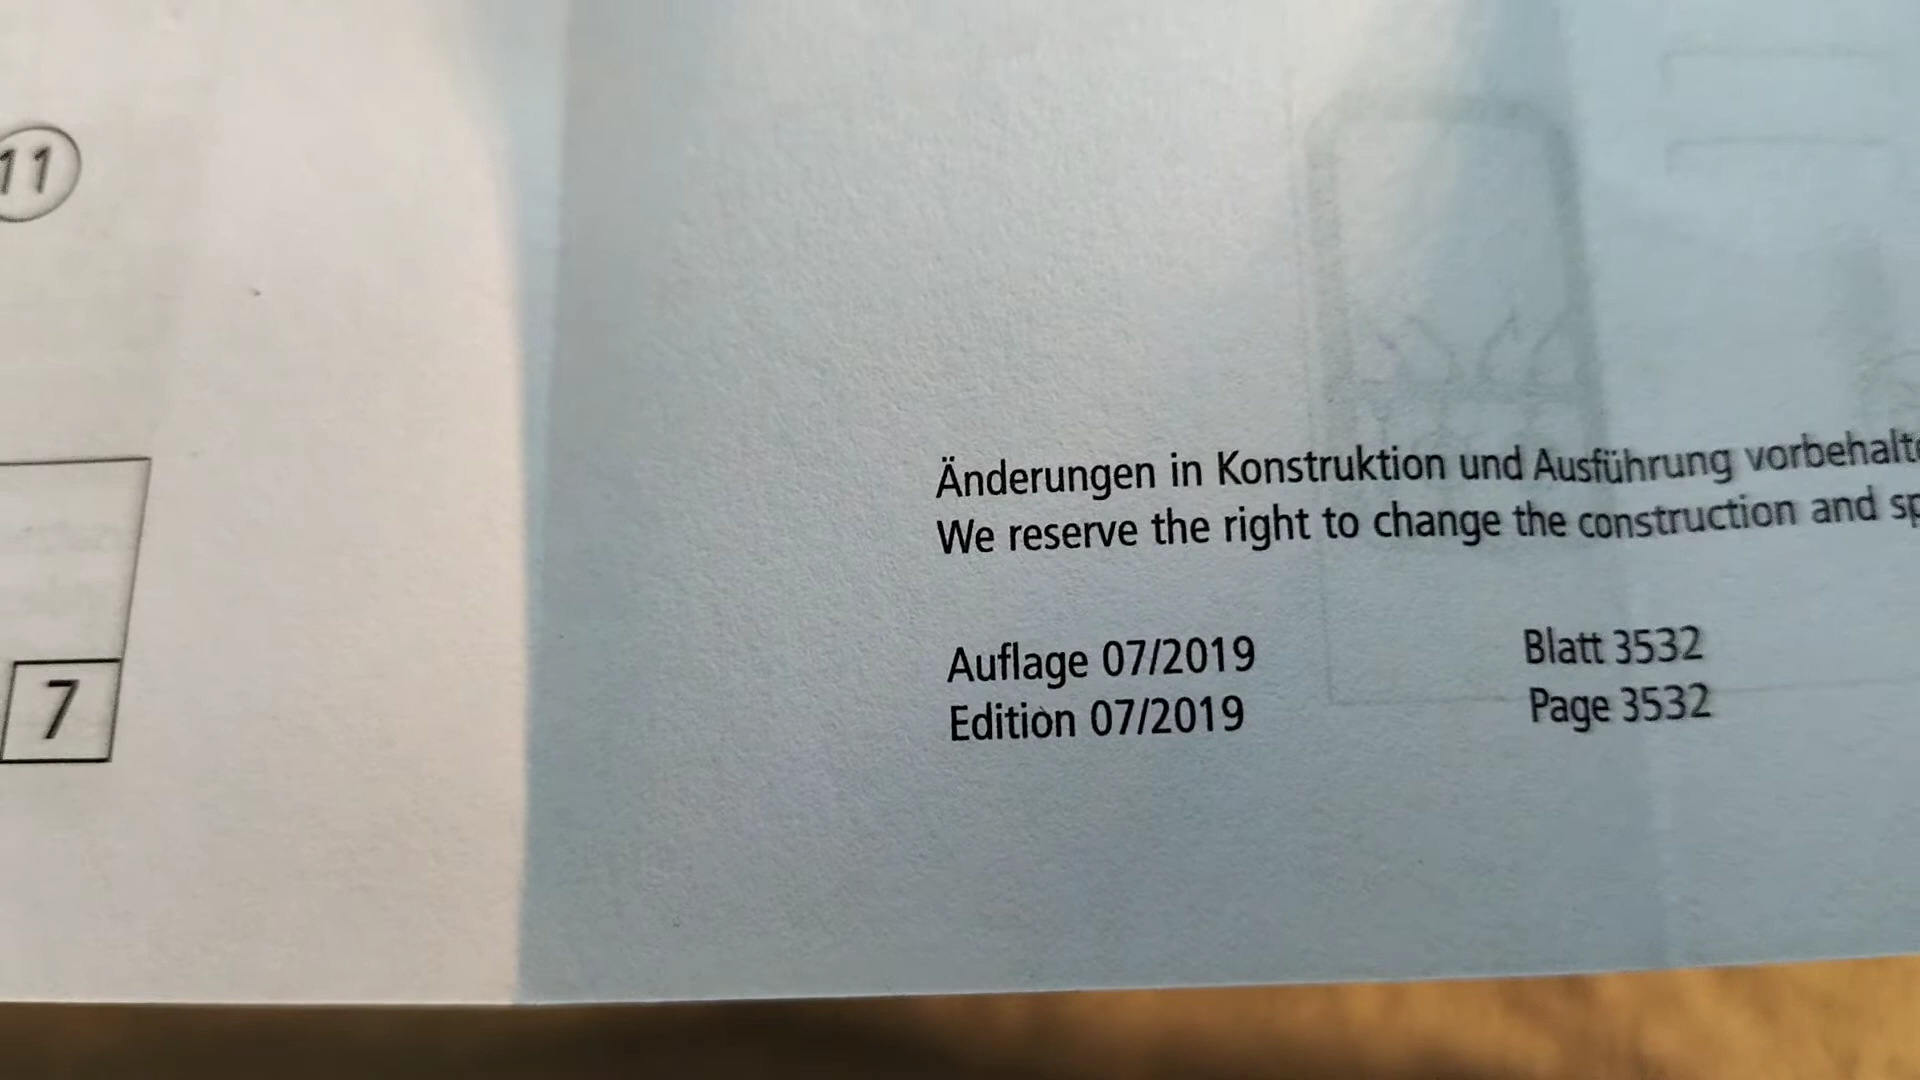 11
7
Änderungen in Konstruktion und Ausführung
We reserve the right to change the construction and
Auflage 07/2019
Blatt 3532
Edition 07/2019
Page 3532